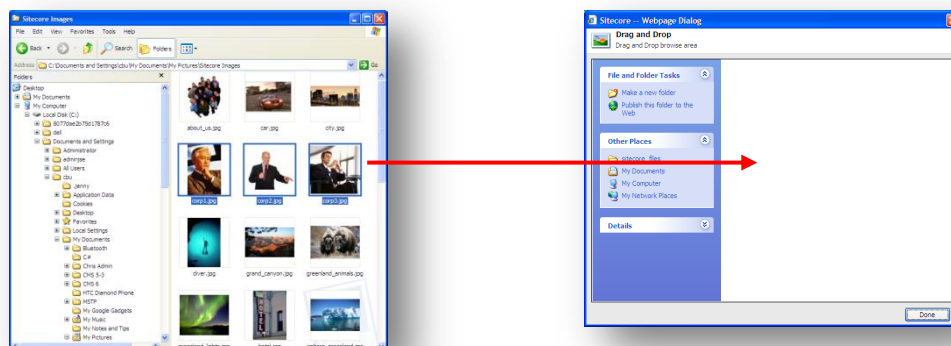 Sitecore Images
File Edit View Favorites Tools Help
Back Search Folders
Address C:\Documents and Settings\cbu\My Documents\My Pictures\Sitecore Images Go
Folders
Desktop
My Documents
My Computer
Local Disk (C:)
8077dae2b75d1787c6
dell
Documents and Settings
Administrator
All Users
cbu
.jenny
Application Data
Cookies
Desktop
Favorites
Local Settings
My Documents
Bluetooth
C#
Chris Admin
CMS 5-3
CMS 6
HTC Diamond Phone
MSTP
My Google Gadgets
My Music
My Notes and Tips
My Pictures
about_us.jpg car.jpg city.jpg
corp1.jpg corp2.jpg corp3.jpg
diver.jpg grand_canyon.jpg greenland_animals.jpg
HOTEL
Sitecore -- Webpage Dialog
Drag and Drop
Drag and Drop browse area
File and Folder Tasks
Make a new folder
Publish this folder to the
Web
Other Places
sitecore_files
My Documents
My Computer
My Network Places
Details
Done